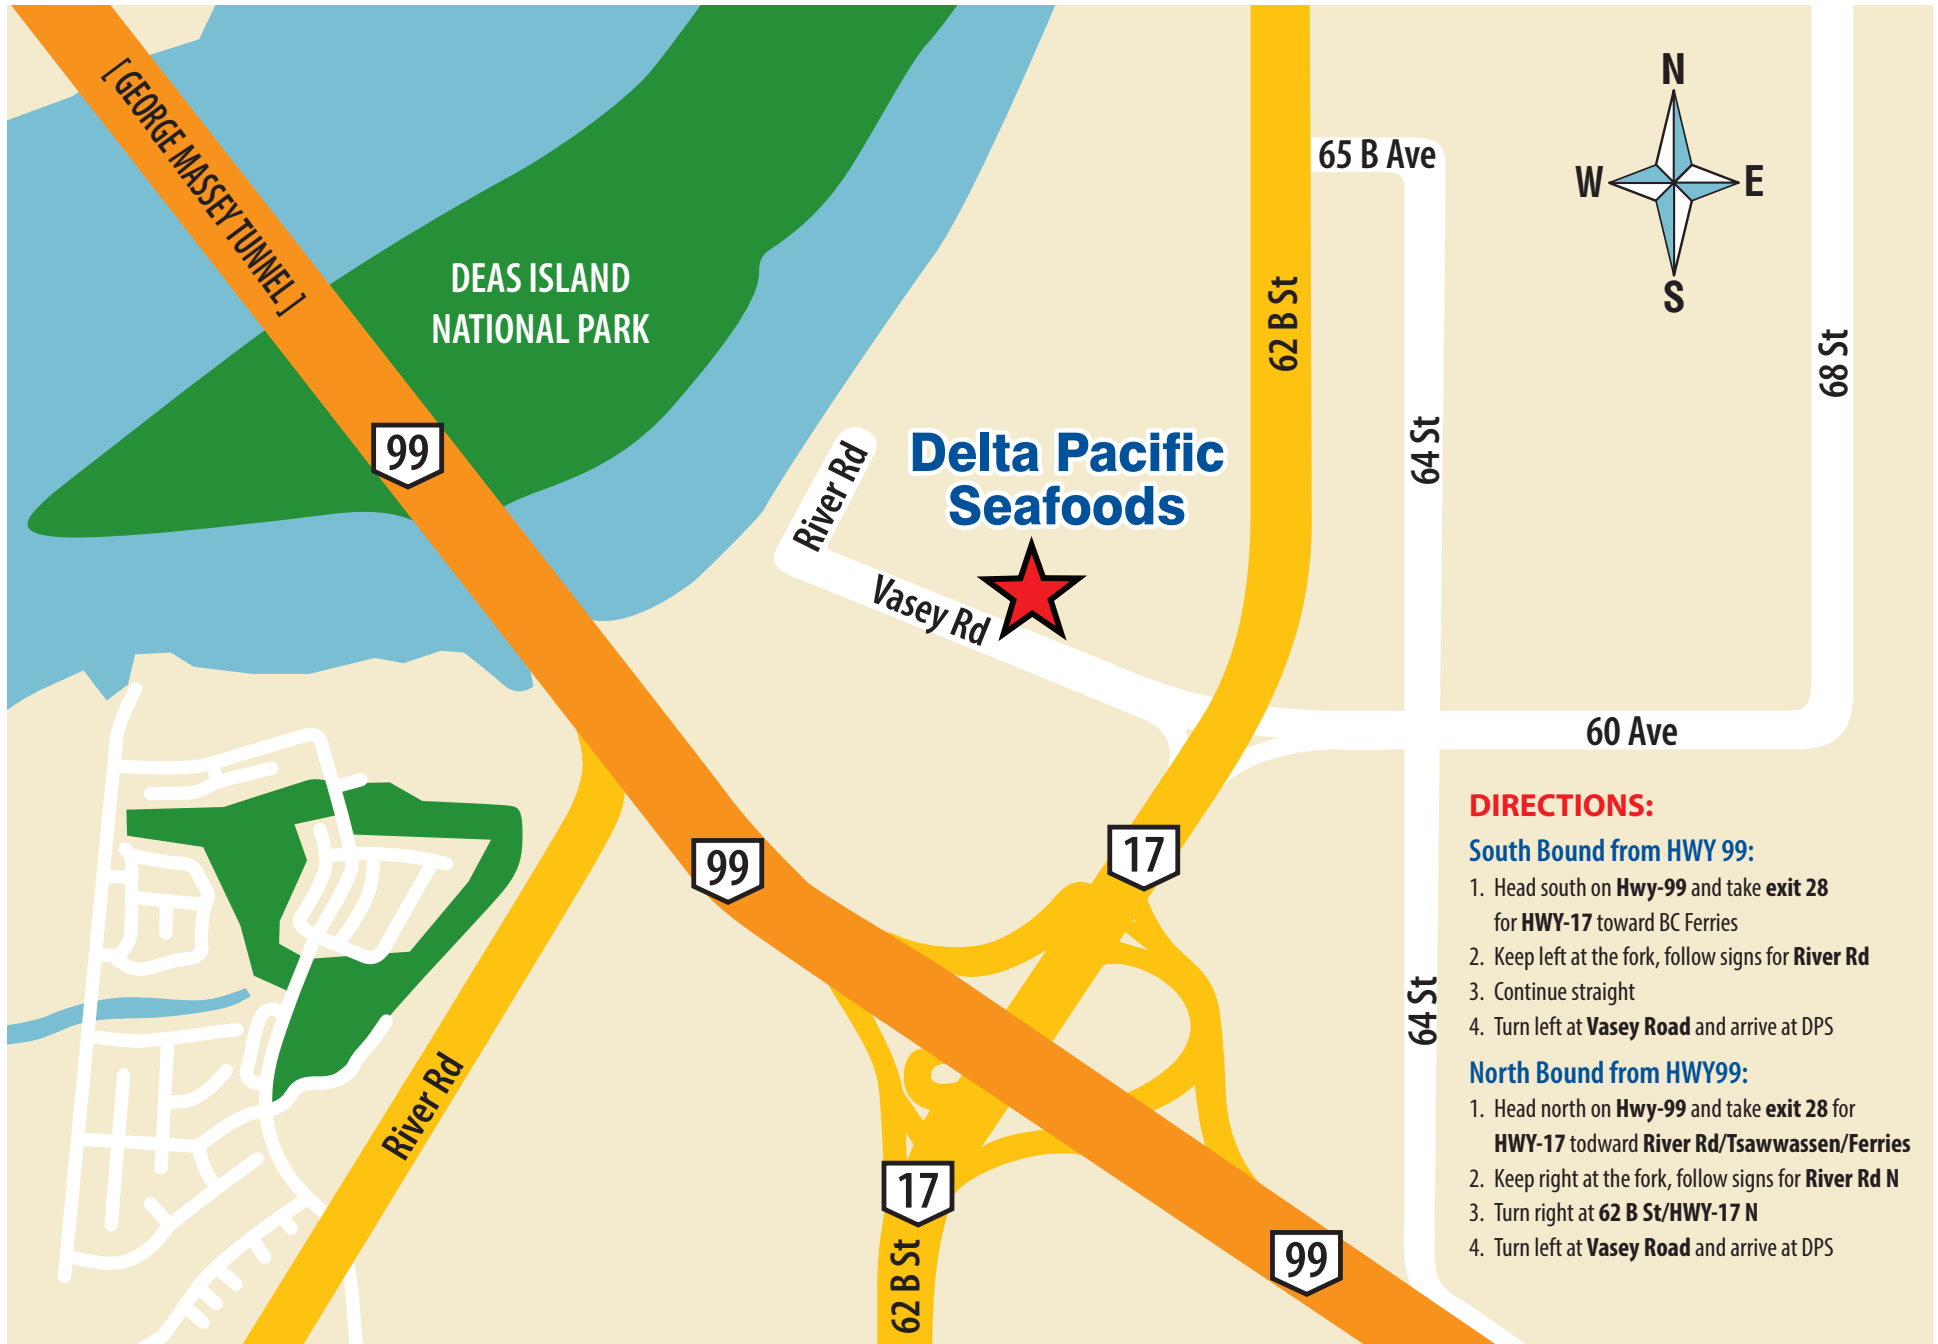 [ GEORGE MASSEY TUNNEL ]
DEAS ISLAND
NATIONAL PARK
99
River Rd
Vasey Rd
Delta Pacific
Seafoods
62 B St
65 B Ave
64 St
68 St
N
W
E
S
60 Ave
99
17
River Rd
17
62 B St
64 St
99
DIRECTIONS:
South Bound from HWY 99:
1. Head south on Hwy-99 and take exit 28
for HWY-17 toward BC Ferries
2. Keep left at the fork, follow signs for River Rd
3. Continue straight
4. Turn left at Vasey Road and arrive at DPS
North Bound from HWY99:
1. Head north on Hwy-99 and take exit 28 for
HWY-17 todward River Rd/Tsawwassen/Ferries
2. Keep right at the fork, follow signs for River Rd N
3. Turn right at 62 B St/HWY-17 N
4. Turn left at Vasey Road and arrive at DPS